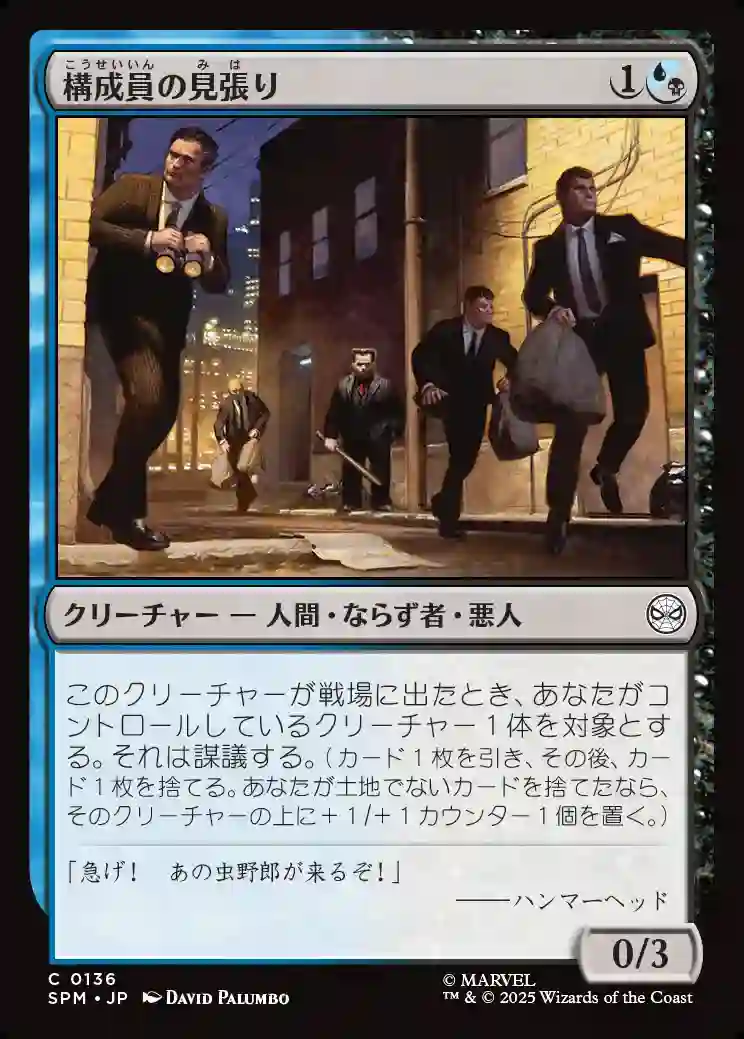 こうせいいん　みは
構成員の見張り 1
クリーチャー ― 人間・ならず者・悪人
このクリーチャーが戦場に出たとき、あなたがコ
ントロールしているクリーチャー１体を対象とす
る。それは謀議する。（カード１枚を引き、その後、カー
ド１枚を捨てる。あなたが土地でないカードを捨てたなら、
そのクリーチャーの上に＋１/＋１カウンター１個を置く。）
「急げ！　あの虫野郎が来るぞ！」
――ハンマーヘッド
0/3
C 0136
SPM • JP David Palumbo
© MARVEL
™ & © 2025 Wizards of the Coast